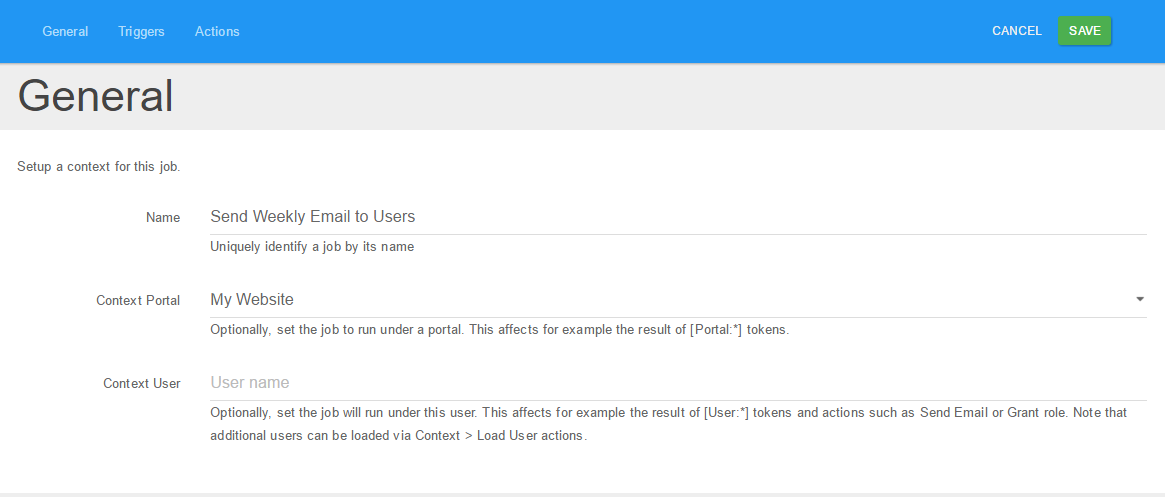 General Triggers Actions CANCEL SAVE
General
Setup a context for this job.
Name Send Weekly Email to Users
Uniquely identify a job by its name
Context Portal My Website
Optionally, set the job to run under a portal. This affects for example the result of [Portal:*] tokens.
Context User User name
Optionally, set the job will run under this user. This affects for example the result of [User:*] tokens and actions such as Send Email or Grant role. Note that
additional users can be loaded via Context > Load User actions.